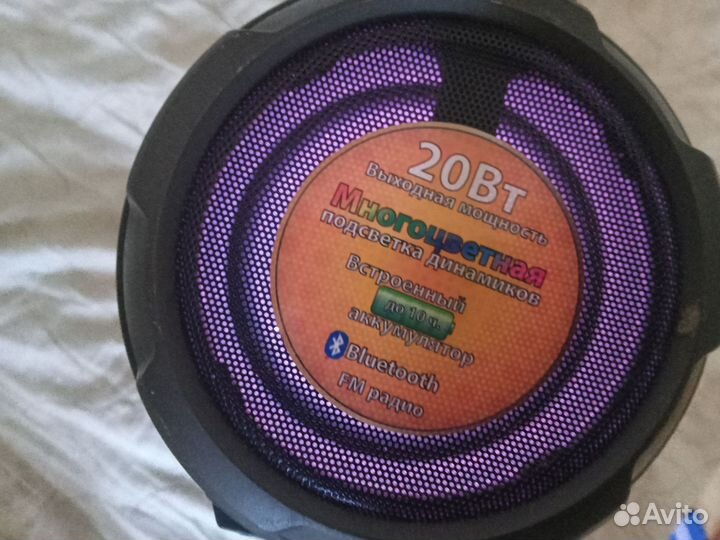 20Вт
Выходная мощность
Многоцветная
подсветка динамиков
Встроенный
до 10 ч.
аккумулятор
Bluetooth
FM радио
Avito